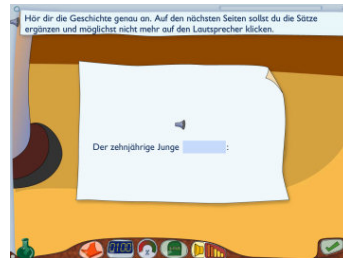 Hör dir die Geschichte genau an. Auf den nächsten Seiten sollst du die Sätze
ergänzen und möglichst nicht mehr auf den Lautsprecher klicken.
Der zehnjährige Junge :
0100